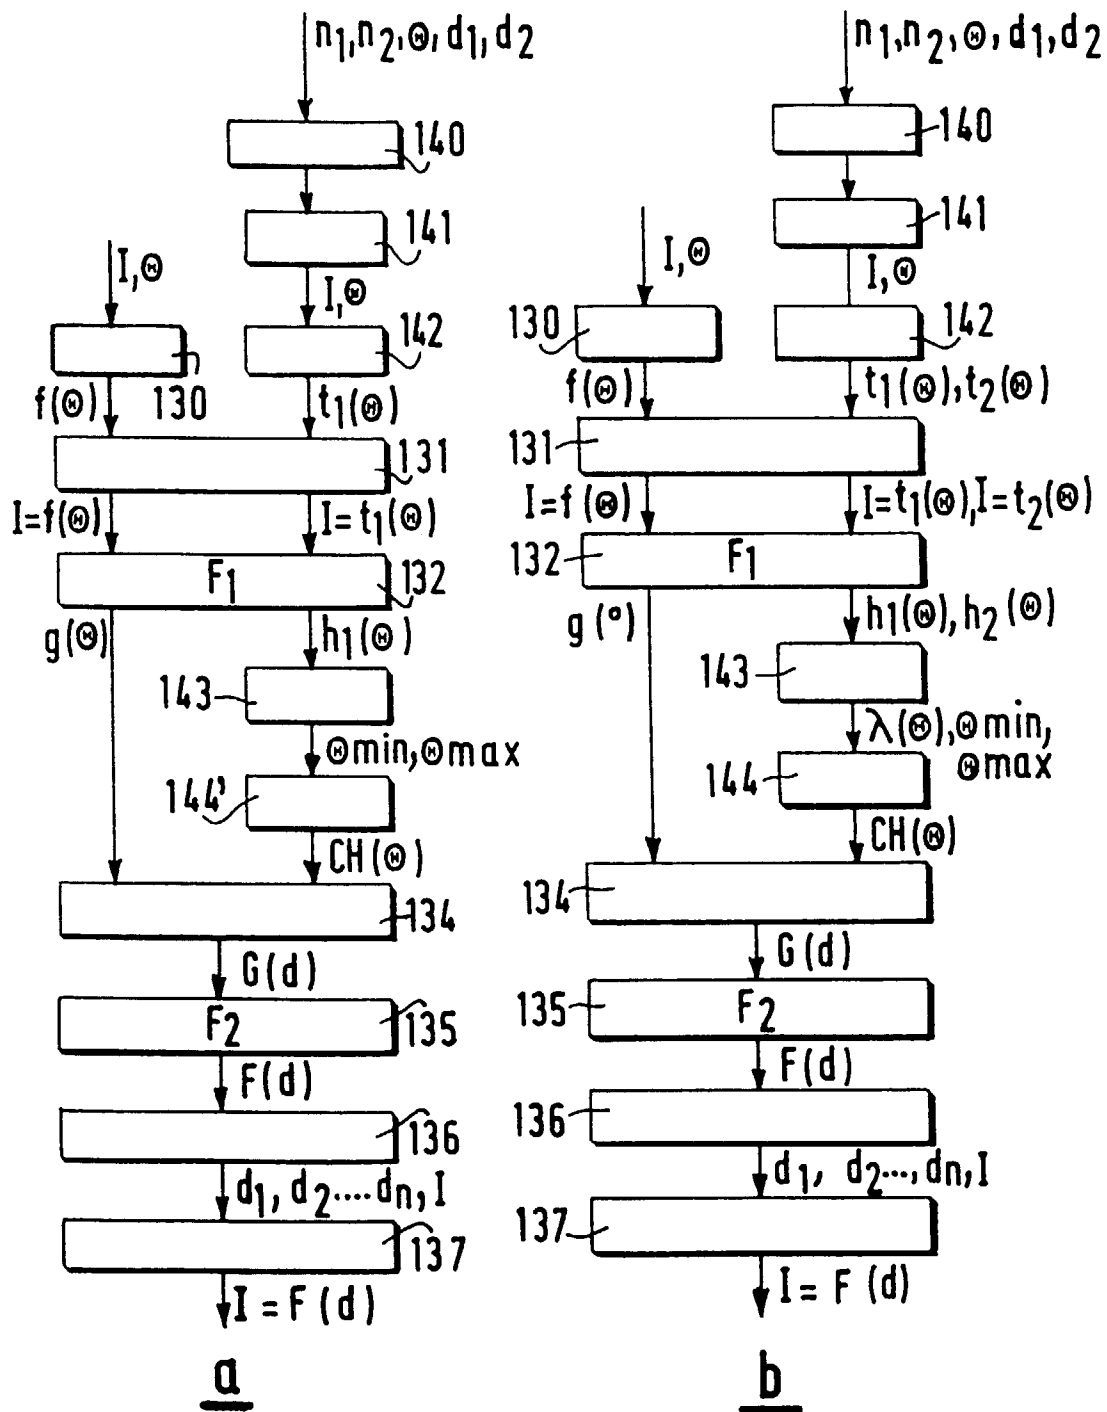 n1,n2,Θ,d1,d2
140
141
I,Θ
I,Θ
142
130
f(Θ)
t1(Θ)
131
I=f(Θ)
I=t1(Θ)
F1
132
g(Θ)
h1(Θ)
143
Θmin,Θmax
144'
CH(Θ)
134
G(d)
F2
135
F(d)
136
d1, d2....dn, I
137
I = F (d)
a
n1,n2,Θ,d1,d2
140
141
I,Θ
I,Θ
130
142
f(Θ)
t1(Θ),t2(Θ)
131
I=f(Θ)
I=t1(Θ),I=t2(Θ)
132
F1
g (°)
h1(Θ),h2(Θ)
143
λ(Θ),Θmin,
Θmax
144
CH(Θ)
134
G(d)
135
F2
F(d)
136
d1, d2...,dn,I
137
I = F (d)
b